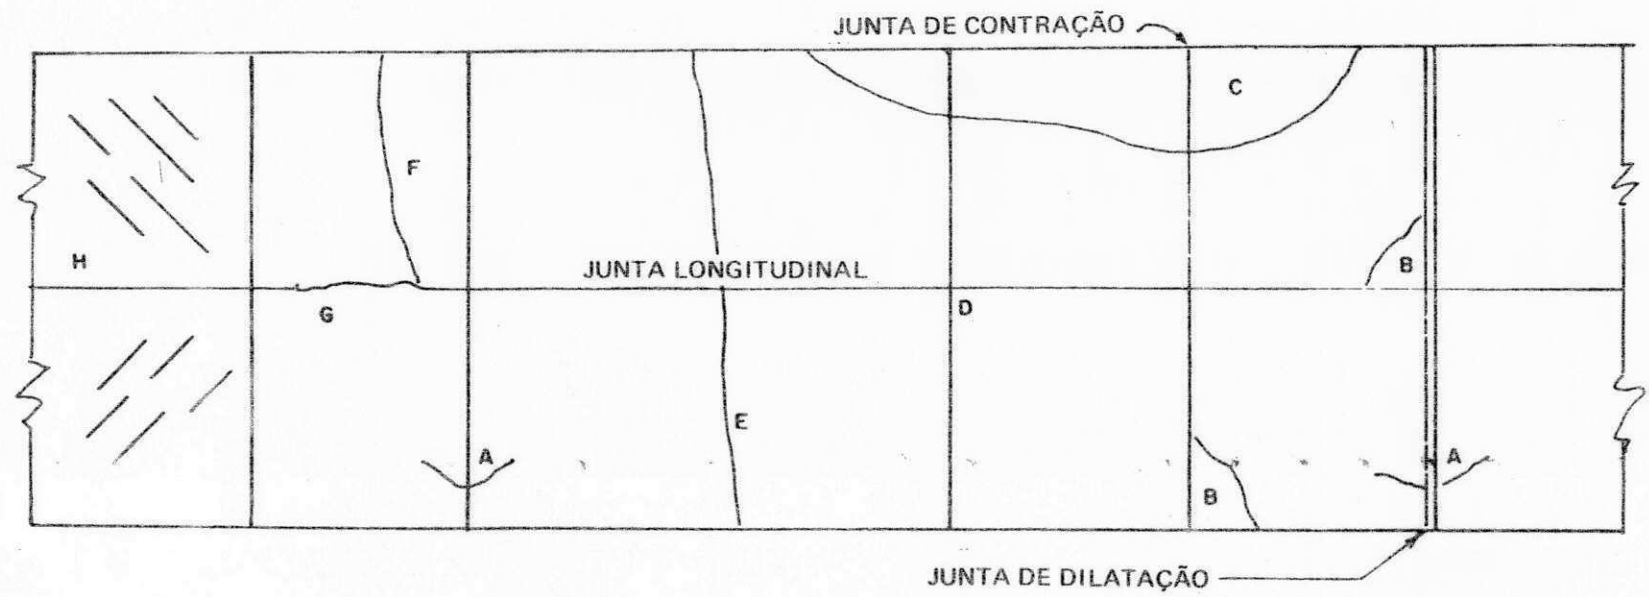 JUNTA DE CONTRAÇÃO
C
F
H
JUNTA LONGITUDINAL
B
G
D
E
A
A
B
JUNTA DE DILATAÇÃO